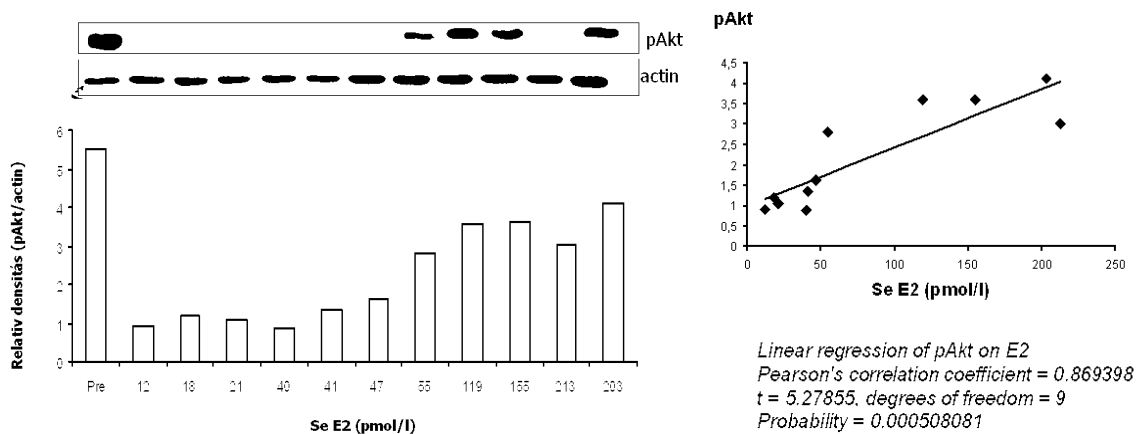 pAkt
actin
Relatív densitás (pAkt/actin)
6
5
4
3
2
1
0
Pre 12 18 21 40 41 47 55 119 155 213 203
Se E2 (pmol/l)
pAkt
4,5
4
3,5
3
2,5
2
1,5
1
0,5
0
0 50 100 150 200 250
Se E2 (pmol/l)
Linear regression of pAkt on E2
Pearson's correlation coefficient = 0.869398
t = 5.27855, degrees of freedom = 9
Probability = 0.000508081